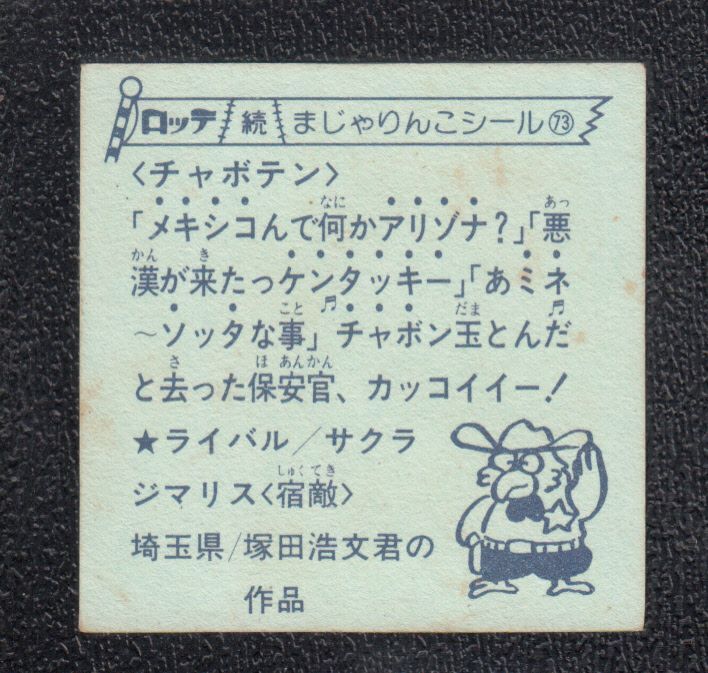 ロッテ 続 まじゃりんこシール73
〈チャボテン〉
「メキシコんで何かアリゾナ?」「悪
漢が来たっケンタッキー」「あミネ
~ソッタな事」♬チャボン玉とんだ♬
と去った保安官、カッコイイー!
★ライバル/サクラ
ジマリス〈宿敵〉
埼玉県/塚田浩文君の
作品